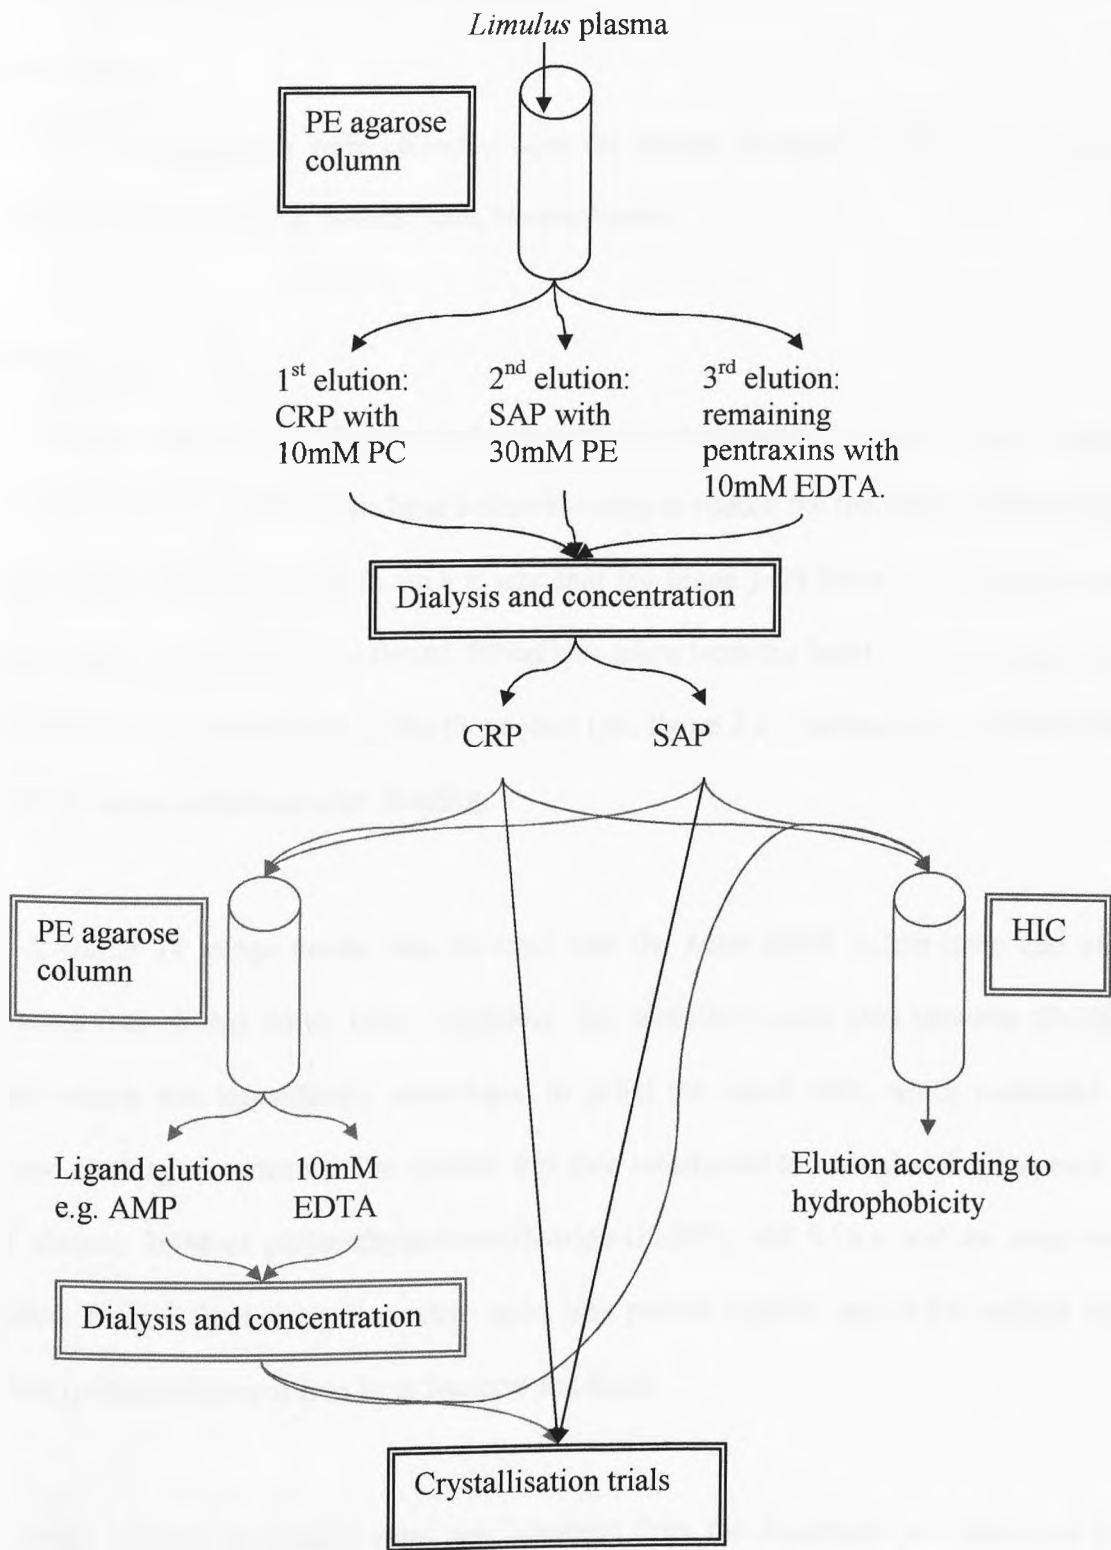 Limulus plasma
PE agarose
column
1st elution:
CRP with
10mM PC
2nd elution:
SAP with
30mM PE
3rd elution:
remaining
pentraxins with
10mM EDTA.
Dialysis and concentration
CRP
SAP
PE agarose
column
HIC
Ligand elutions
e.g. AMP
10mM
EDTA
Elution according to
hydrophobicity
Dialysis and concentration
Crystallisation trials